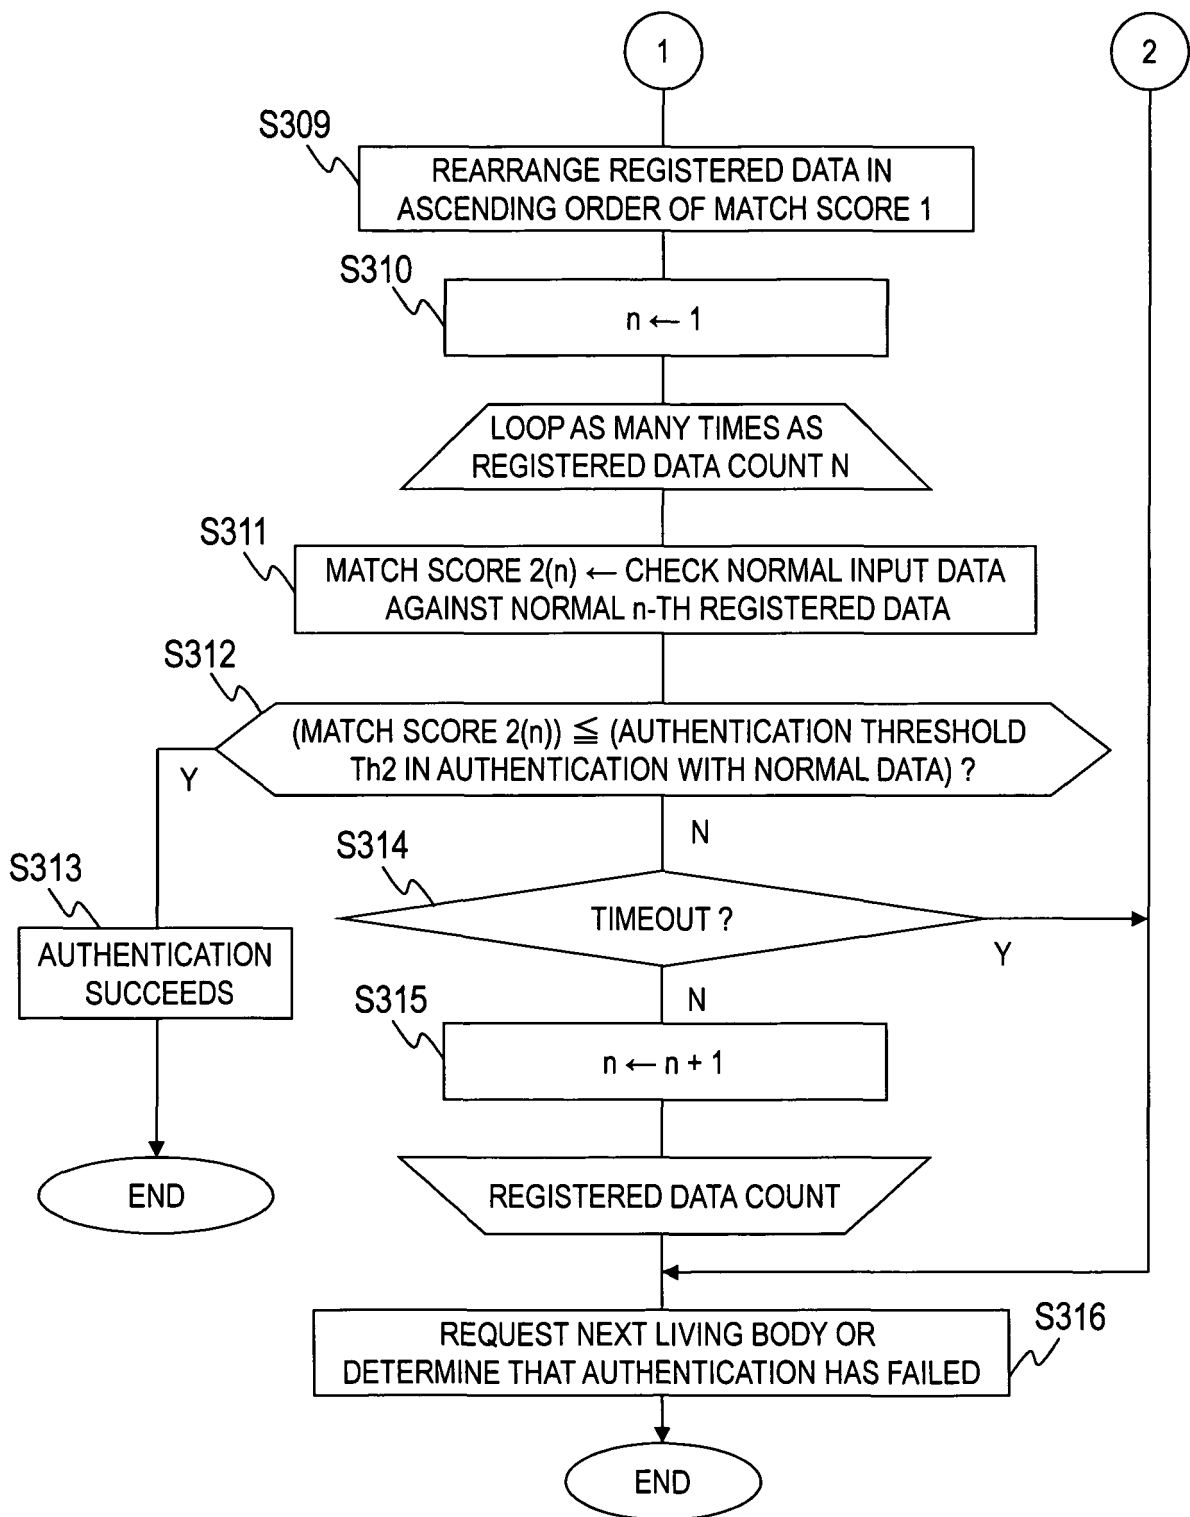 1
2
S309
REARRANGE REGISTERED DATA IN
ASCENDING ORDER OF MATCH SCORE 1
S310
n ← 1
LOOP AS MANY TIMES AS
REGISTERED DATA COUNT N
S311
MATCH SCORE 2(n) ← CHECK NORMAL INPUT DATA
AGAINST NORMAL n-TH REGISTERED DATA
S312
(MATCH SCORE 2(n)) ≦ (AUTHENTICATION THRESHOLD
Th2 IN AUTHENTICATION WITH NORMAL DATA) ?
Y
N
S313
AUTHENTICATION
SUCCEEDS
END
S314
TIMEOUT ?
Y
N
S315
n ← n + 1
REGISTERED DATA COUNT
S316
REQUEST NEXT LIVING BODY OR
DETERMINE THAT AUTHENTICATION HAS FAILED
END